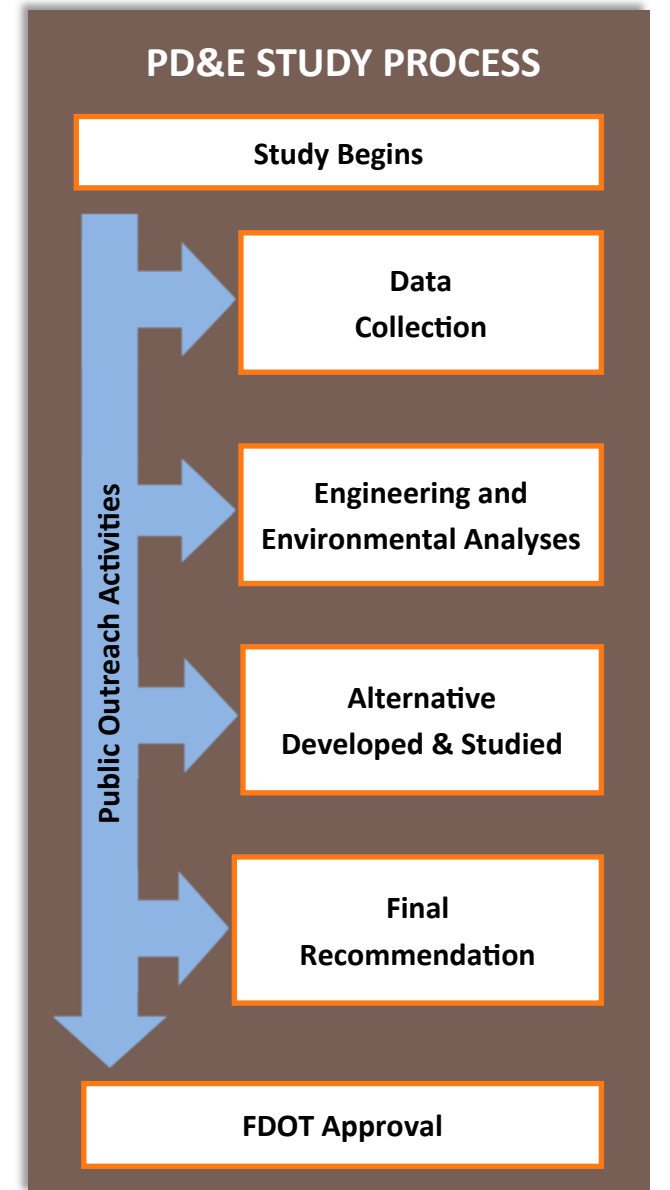 PD&E STUDY PROCESS
Study Begins
Data
Collection
Engineering and
Environmental Analyses
Public Outreach Activities
Alternative
Developed & Studied
Final
Recommendation
FDOT Approval